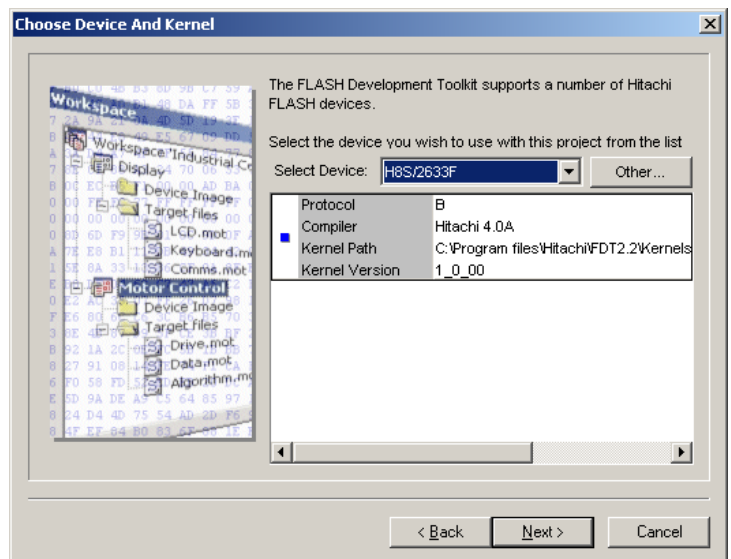 Choose Device And Kernel
The FLASH Development Toolkit supports a number of Hitachi
FLASH devices.
Select the device you wish to use with this project from the list
Select Device: H8S/2633F Other...
Protocol B
Compiler Hitachi 4.0A
Kernel Path C:\Program files\Hitachi\FDT2.2\Kernels
Kernel Version 1_0_00
Workspace
Workspace 'Industrial Co
Display
Device Image
Target files
LCD.mot
Keyboard.m
Comms.mot
Motor Control
Device Image
Target files
Drive.mot
Data.mot
Algorithm.m
< Back Next > Cancel